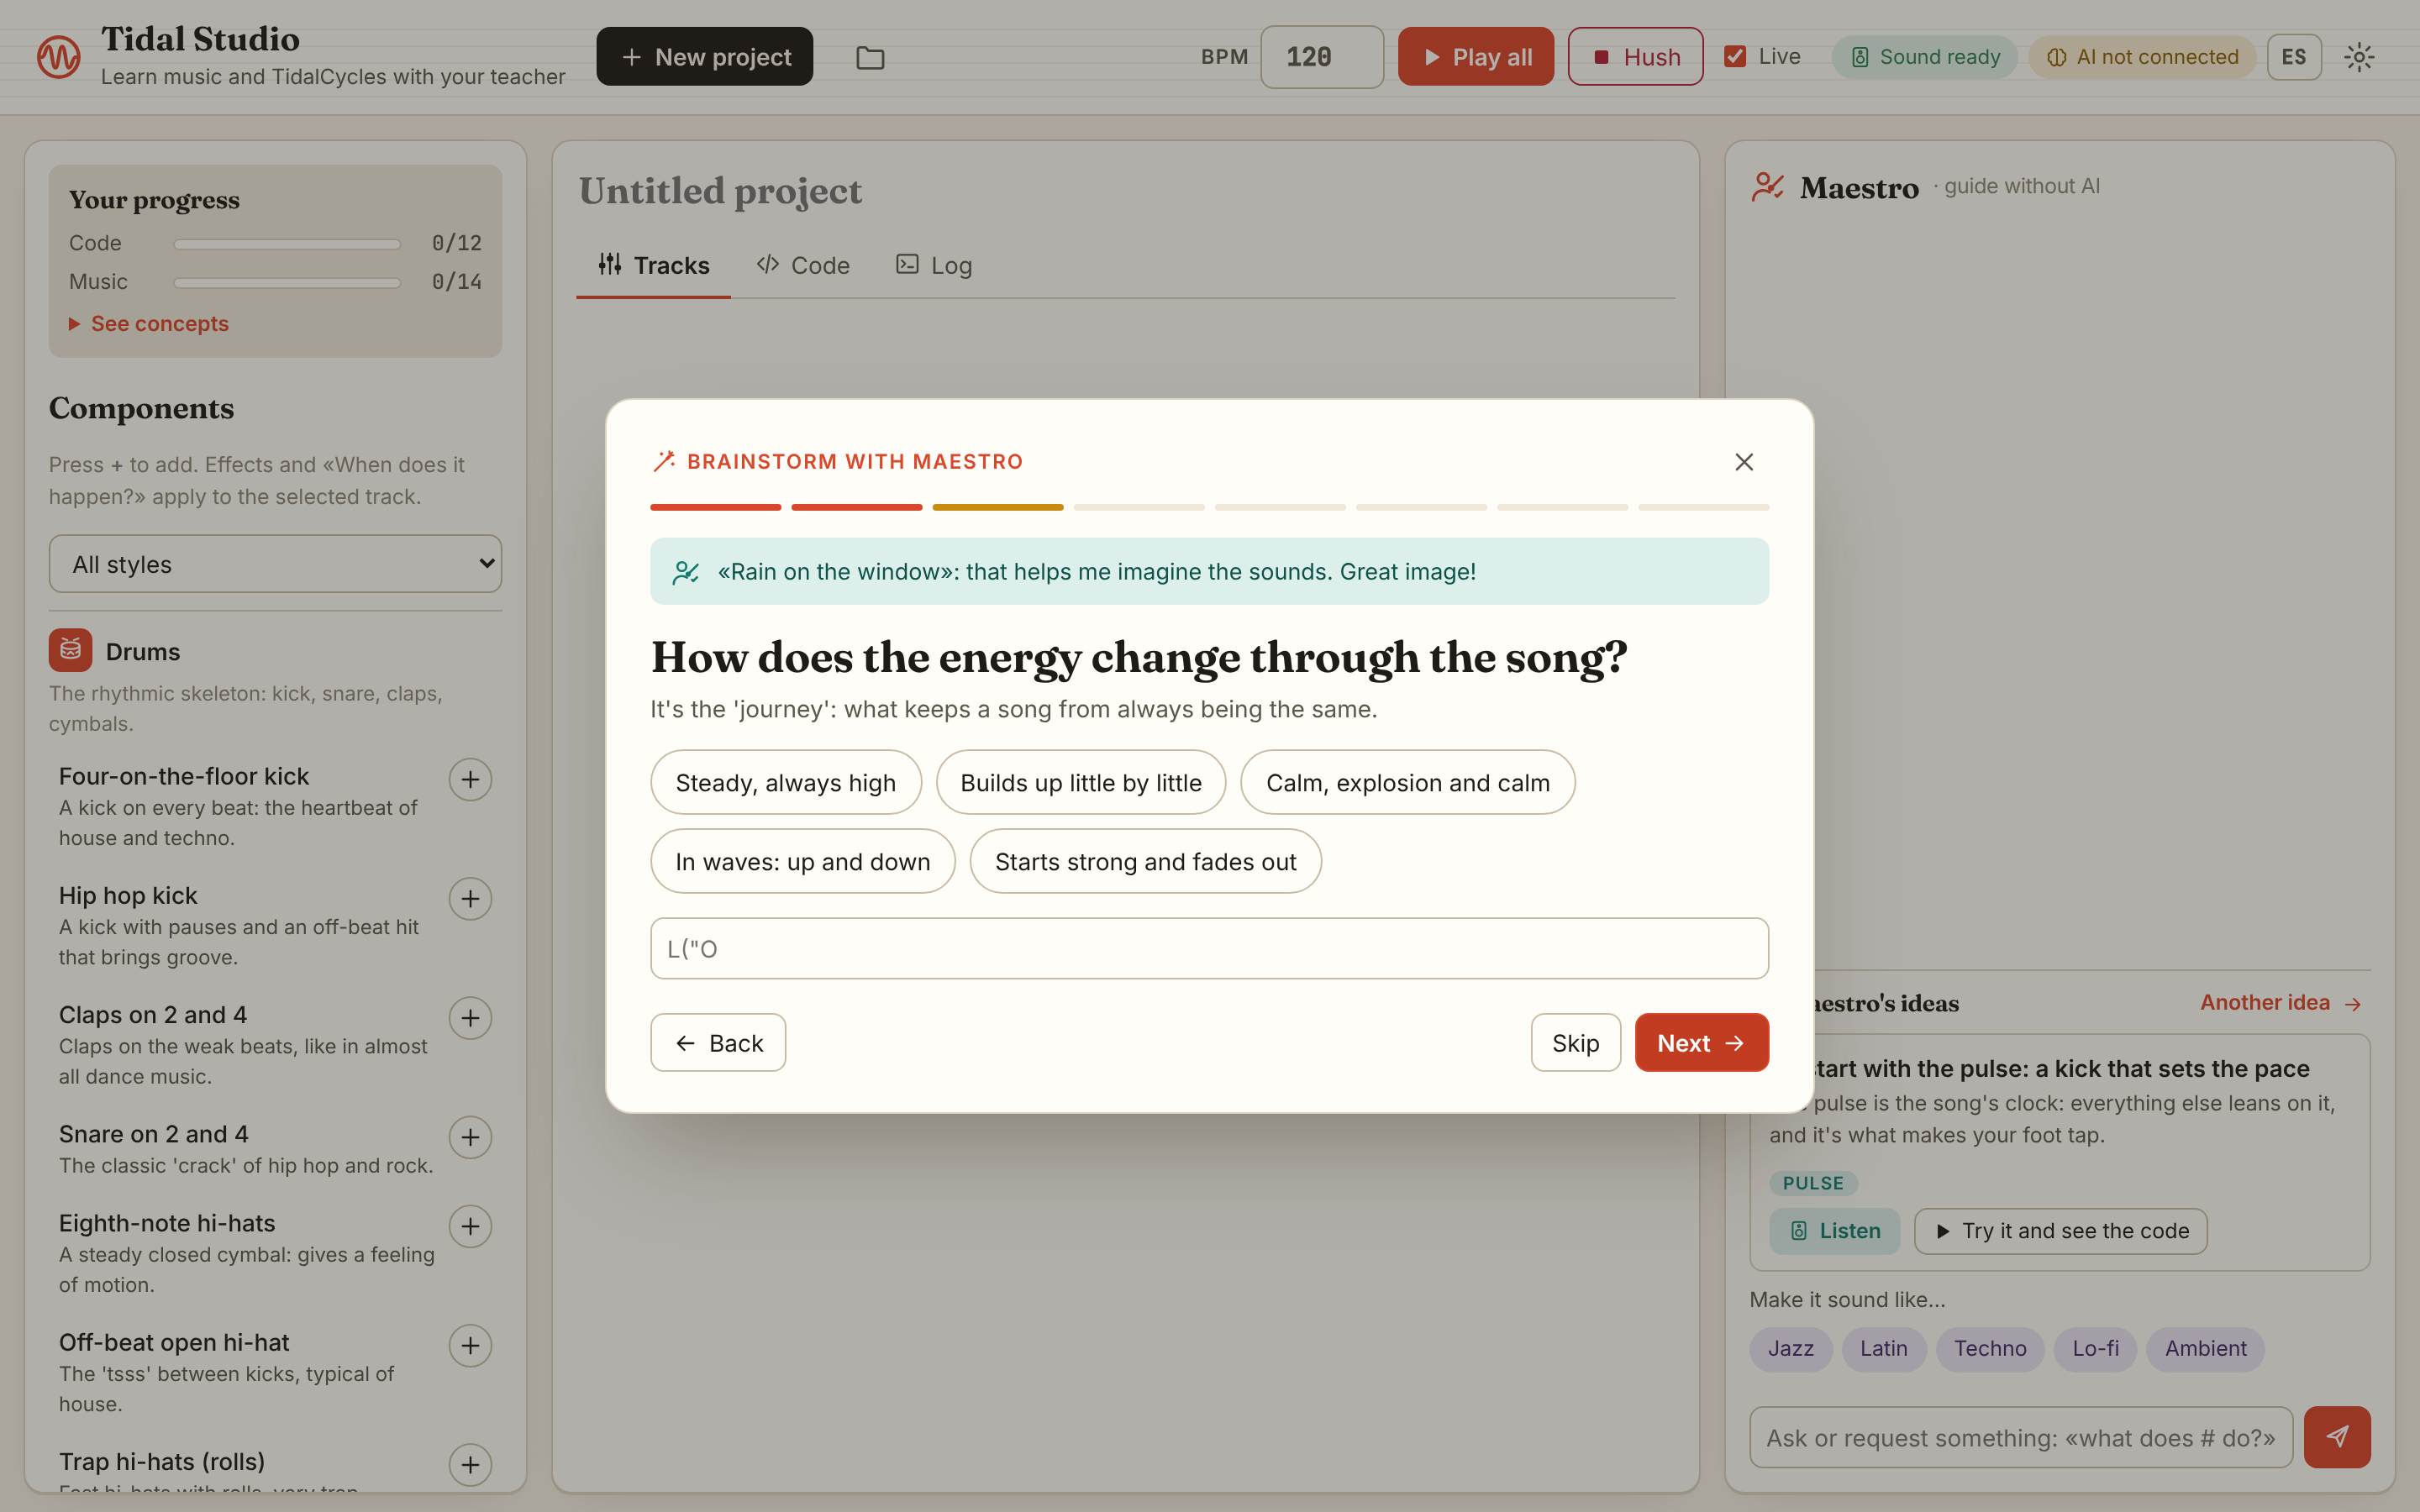 Tidal Studio
Learn music and TidalCycles with your teacher
New project
BPM
120
Play all
Hush
Live
Sound ready
AI not connected
ES
Your progress
Code
0/12
Music
0/14
See concepts
Components
Press + to add. Effects and «When does it
happen?» apply to the selected track.
All styles
Drums
The rhythmic skeleton: kick, snare, claps,
cymbals.
Four-on-the-floor kick
A kick on every beat: the heartbeat of
house and techno.
Hip hop kick
A kick with pauses and an off-beat hit
that brings groove.
Claps on 2 and 4
Claps on the weak beats, like in almost
all dance music.
Snare on 2 and 4
The classic 'crack' of hip hop and rock.
Eighth-note hi-hats
A steady closed cymbal: gives a feeling
of motion.
Off-beat open hi-hat
The 'tsss' between kicks, typical of
house.
Trap hi-hats (rolls)
Untitled project
Tracks
Code
Log
BRAINSTORM WITH MAESTRO
«Rain on the window»: that helps me imagine the sounds. Great image!
How does the energy change through the song?
It's the 'journey': what keeps a song from always being the same.
Steady, always high
Builds up little by little
Calm, explosion and calm
In waves: up and down
Starts strong and fades out
L("O
Back
Skip
Next
Maestro
· guide without AI
aestro's ideas
Another idea
tart with the pulse: a kick that sets the pace
pulse is the song's clock: everything else leans on it,
and it's what makes your foot tap.
PULSE
Listen
Try it and see the code
Make it sound like...
Jazz
Latin
Techno
Lo-fi
Ambient
Ask or request something: «what does # do?»